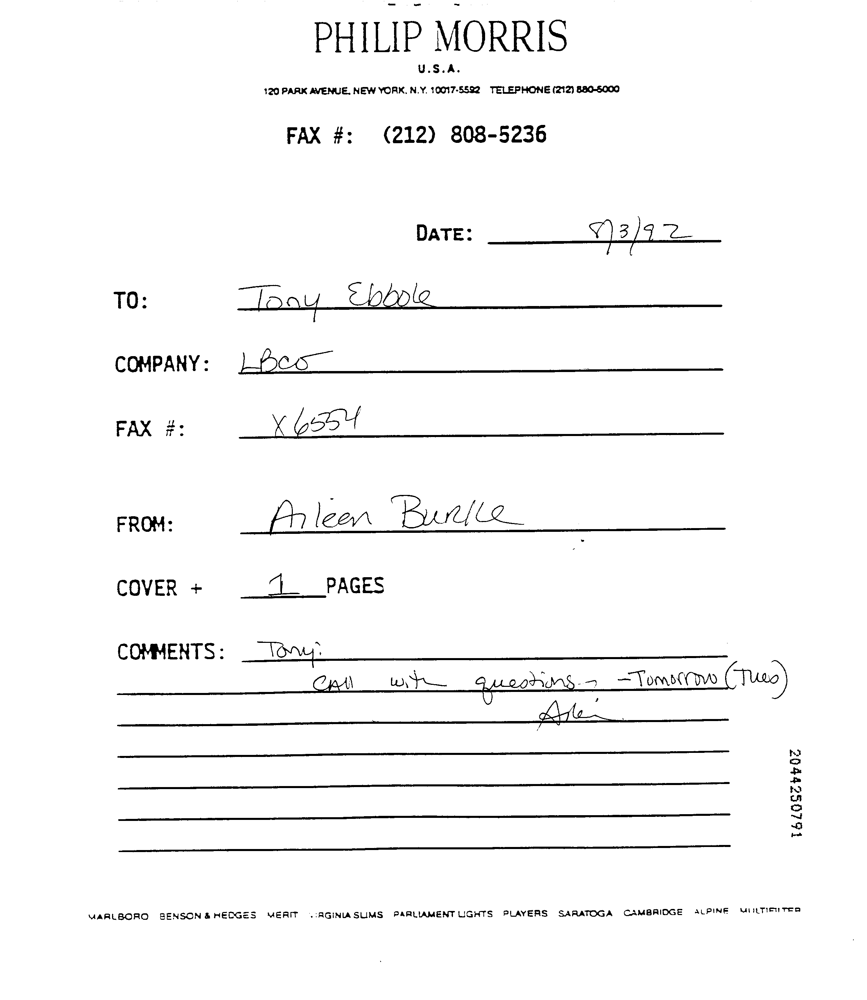 PHILIP MORRIS
U.S.A.
120 PARK AVENUE, NEW YORK, N.Y. 10017-5592 TELEPHONE (212) 880-5000
FAX #: (212) 808-5236
DATE: 8/3/92
TO: Tony Ebbole
COMPANY: LBCO
FAX #: X6554
FROM: Aileen Burke
COVER + 1 PAGES
COMMENTS: Tony:
CAll with questions - Tomorrow (Tues)
2044250791
MARLBORO BENSON & HEDGES MERIT VIRGINIA SLIMS PARLIAMENT LIGHTS PLAYERS SARATOGA CAMBRIDGE ALPINE MULTIFILTER